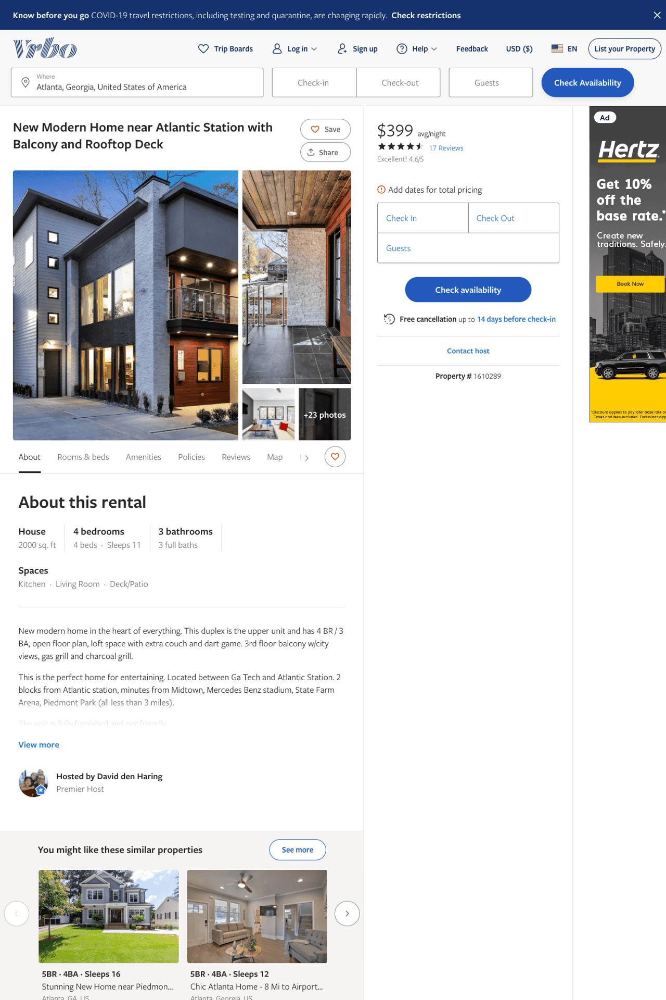 Know before you go COVID-19 travel restrictions, including testing and quarantine, are changing rapidly. Check restrictions
Vrbo
Trip Boards
Log in
Sign up
Help
Feedback
USD ($)
EN
List your Property
Where
Atlanta, Georgia, United States of America
Check-in
Check-out
Guests
Check Availability
New Modern Home near Atlantic Station with
Balcony and Rooftop Deck
Save
Share
+23 photos
About
Rooms & beds
Amenities
Policies
Reviews
Map
H
About this rental
House
2000 sq. ft
4 bedrooms
4 beds · Sleeps 11
3 bathrooms
3 full baths
Spaces
Kitchen · Living Room · Deck/Patio
New modern home in the heart of everything. This duplex is the upper unit and has 4 BR / 3
BA, open floor plan, loft space with extra couch and dart game. 3rd floor balcony w/city
views, gas grill and charcoal grill.
This is the perfect home for entertaining. Located between Ga Tech and Atlantic Station. 2
blocks from Atlantic station, minutes from Midtown, Mercedes Benz stadium, State Farm
Arena, Piedmont Park (all less than 3 miles).
The unit is fully furnished and pet friendly
View more
Hosted by David den Haring
Premier Host
You might like these similar properties
See more
5BR · 4BA · Sleeps 16
Stunning New Home near Piedmon...
Atlanta, GA, US
5BR · 4BA · Sleeps 12
Chic Atlanta Home - 8 Mi to Airport...
Atlanta, Georgia, US
$399 avg/night
17 Reviews
Excellent! 4.6/5
Add dates for total pricing
Check In
Check Out
Guests
Check availability
Free cancellation up to 14 days before check-in
Contact host
Property # 1610289
Ad
Hertz
Get 10%
off the
base rate.*
Create new
traditions. Safely.
Book Now
*Discount applies to pay later base rate
Taxes and fees excluded. Exclusions